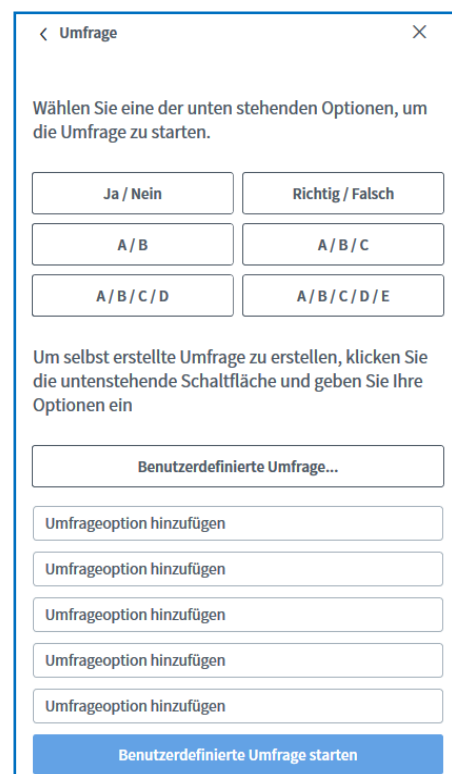 Umfrage
Wählen Sie eine der unten stehenden Optionen, um
die Umfrage zu starten.
Ja / Nein
Richtig / Falsch
A / B
A / B / C
A / B / C / D
A / B / C / D / E
Um selbst erstellte Umfrage zu erstellen, klicken Sie
die untenstehende Schaltfläche und geben Sie Ihre
Optionen ein
Benutzerdefinierte Umfrage...
Umfrageoption hinzufügen
Umfrageoption hinzufügen
Umfrageoption hinzufügen
Umfrageoption hinzufügen
Umfrageoption hinzufügen
Benutzerdefinierte Umfrage starten